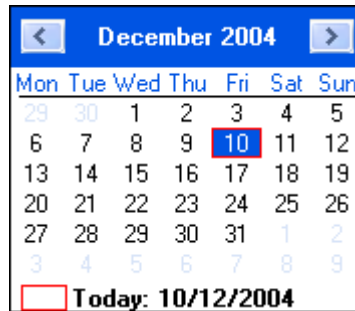 December 2004
Mon Tue Wed Thu Fri Sat Sun
29 30 1 2 3 4 5
6 7 8 9 10 11 12
13 14 15 16 17 18 19
20 21 22 23 24 25 26
27 28 29 30 31 1 2
3 4 5 6 7 8 9
Today: 10/12/2004